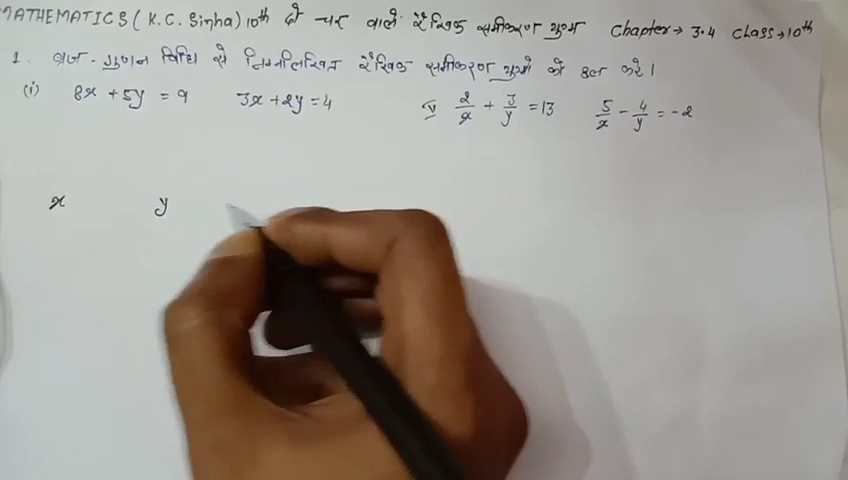 MATHEMATICS (K.C. Sinha) 10th दो चर वाले रैखिक समीकरण युग्म Chapter → 3.4 Class → 10th
1. व्रज-गुणन विधि से निम्नलिखित रैखिक समीकरण युग्मों को हल करे।
(i) 8x + 5y = 9 3x + 2y = 4 v 2/x + 3/y = 13 5/x - 4/y = -2
x y